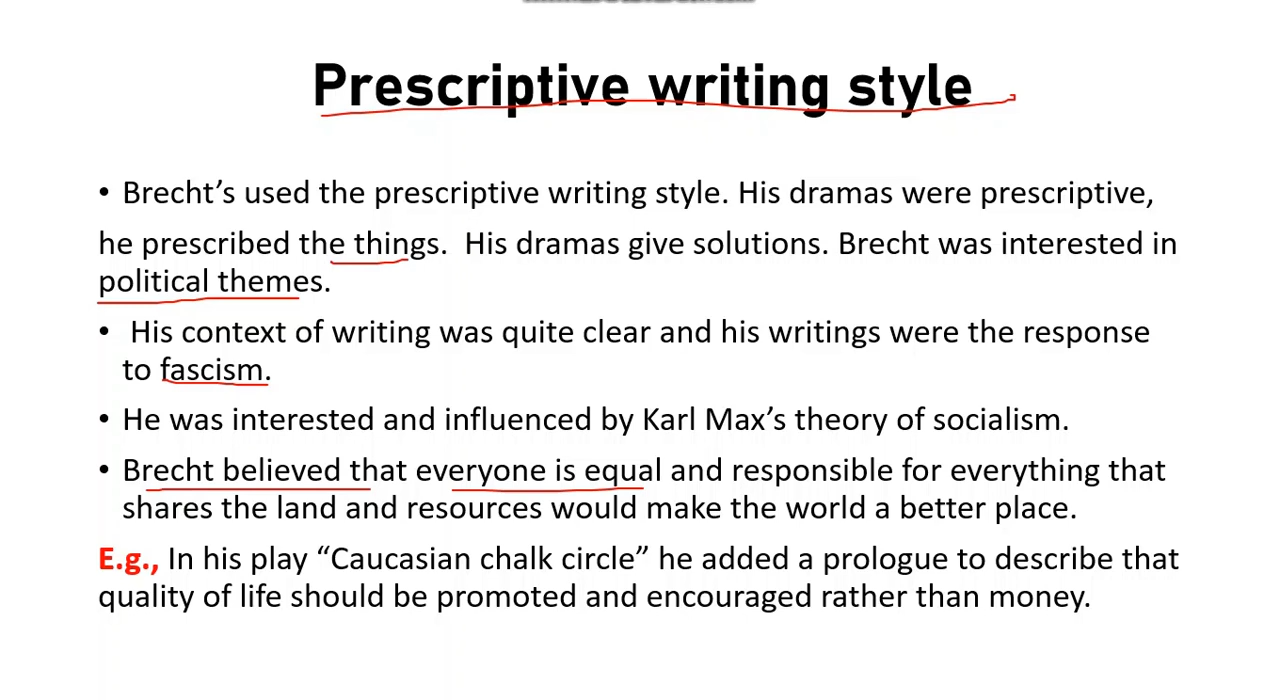 Prescriptive writing style
• Brecht's used the prescriptive writing style. His dramas were prescriptive,
he prescribed the things.  His dramas give solutions. Brecht was interested in
political themes.
• His context of writing was quite clear and his writings were the response
to fascism.
• He was interested and influenced by Karl Max's theory of socialism.
• Brecht believed that everyone is equal and responsible for everything that
shares the land and resources would make the world a better place.
E.g., In his play “Caucasian chalk circle” he added a prologue to describe that
quality of life should be promoted and encouraged rather than money.